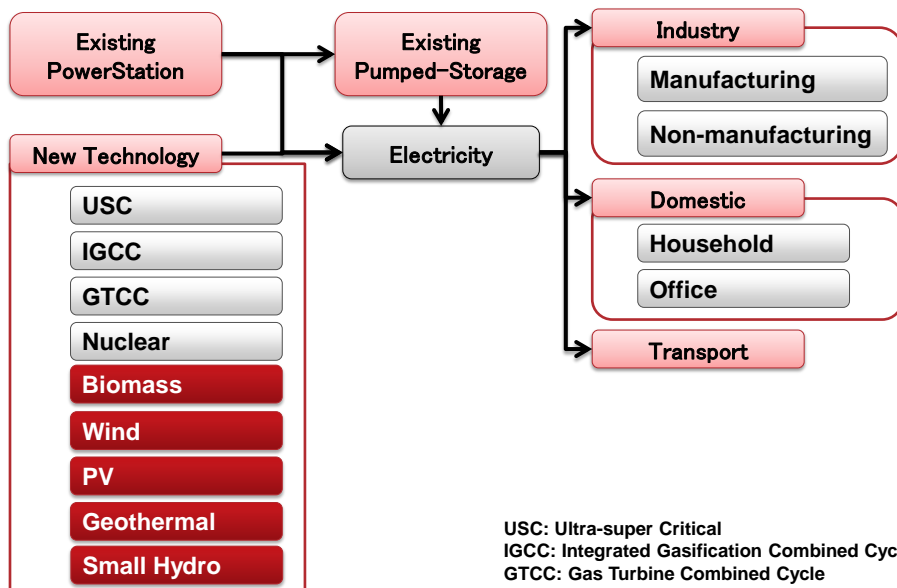 Existing
PowerStation
Existing
Pumped-Storage
Industry
Manufacturing
Non-manufacturing
Electricity
New Technology
USC
IGCC
GTCC
Nuclear
Biomass
Wind
PV
Geothermal
Small Hydro
Domestic
Household
Office
Transport
USC: Ultra-super Critical
IGCC: Integrated Gasification Combined Cyc
GTCC: Gas Turbine Combined Cycle